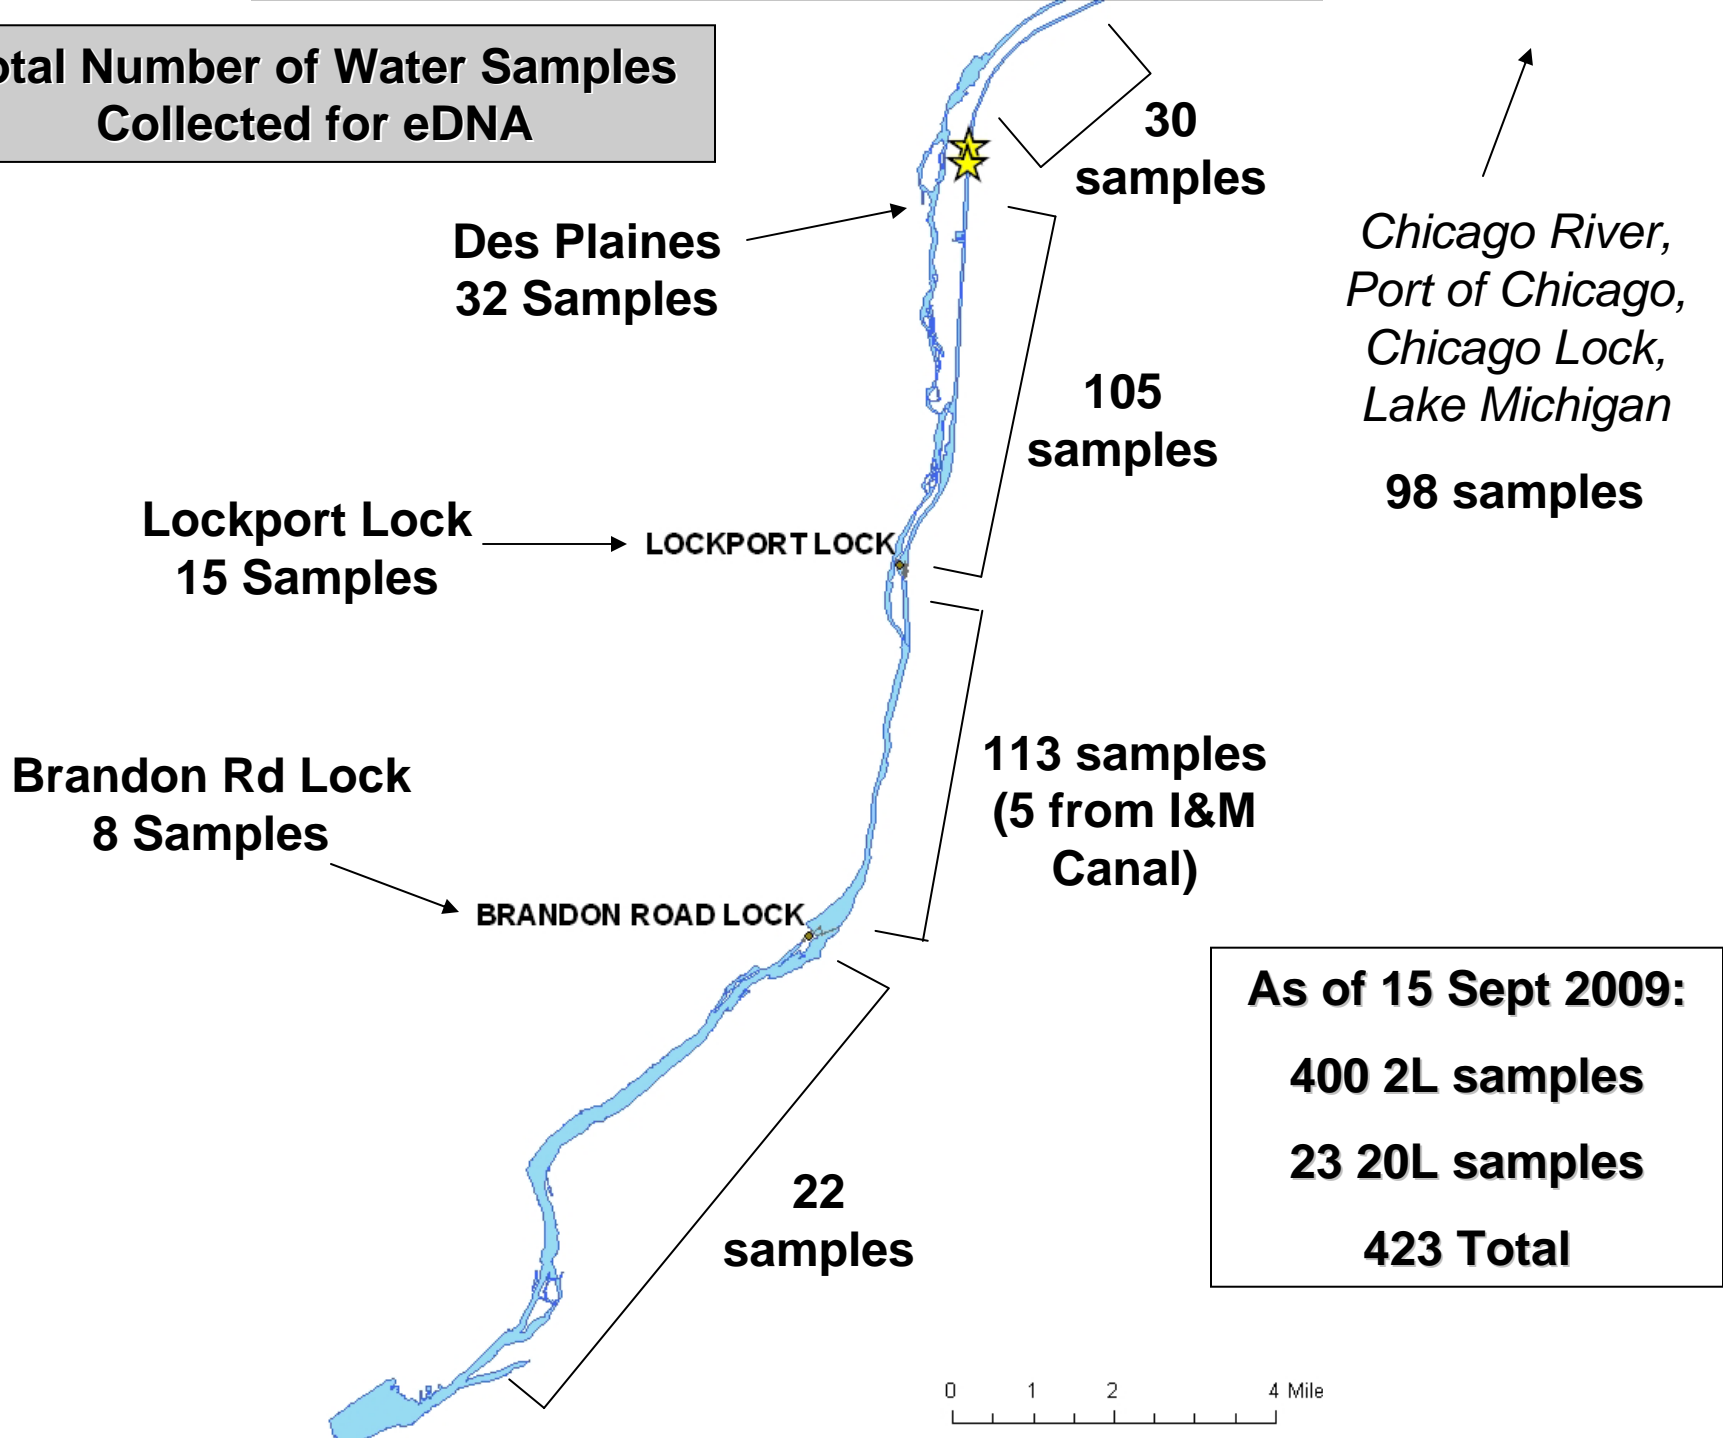 Number of Water Samples
Collected for eDNA
30
samples
Des Plaines
32 Samples
Chicago River,
Port of Chicago,
Chicago Lock,
Lake Michigan
98 samples
105
samples
Lockport Lock
15 Samples
LOCKPORT LOCK
113 samples
(5 from I&M
Canal)
Brandon Rd Lock
8 Samples
BRANDON ROAD LOCK
As of 15 Sept 2009:
400 2L samples
23 20L samples
423 Total
22
samples
0 1 2 4 Mile